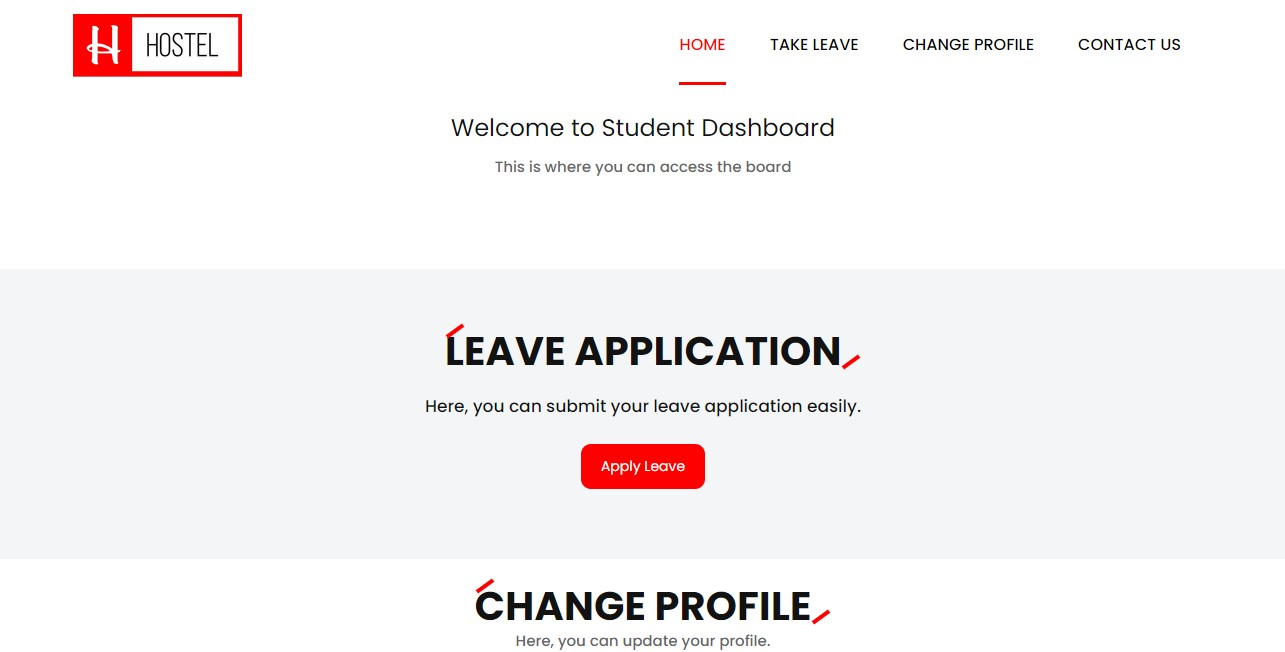 H HOSTEL
HOME TAKE LEAVE CHANGE PROFILE CONTACT US
Welcome to Student Dashboard
This is where you can access the board
LEAVE APPLICATION
Here, you can submit your leave application easily.
Apply Leave
CHANGE PROFILE
Here, you can update your profile.